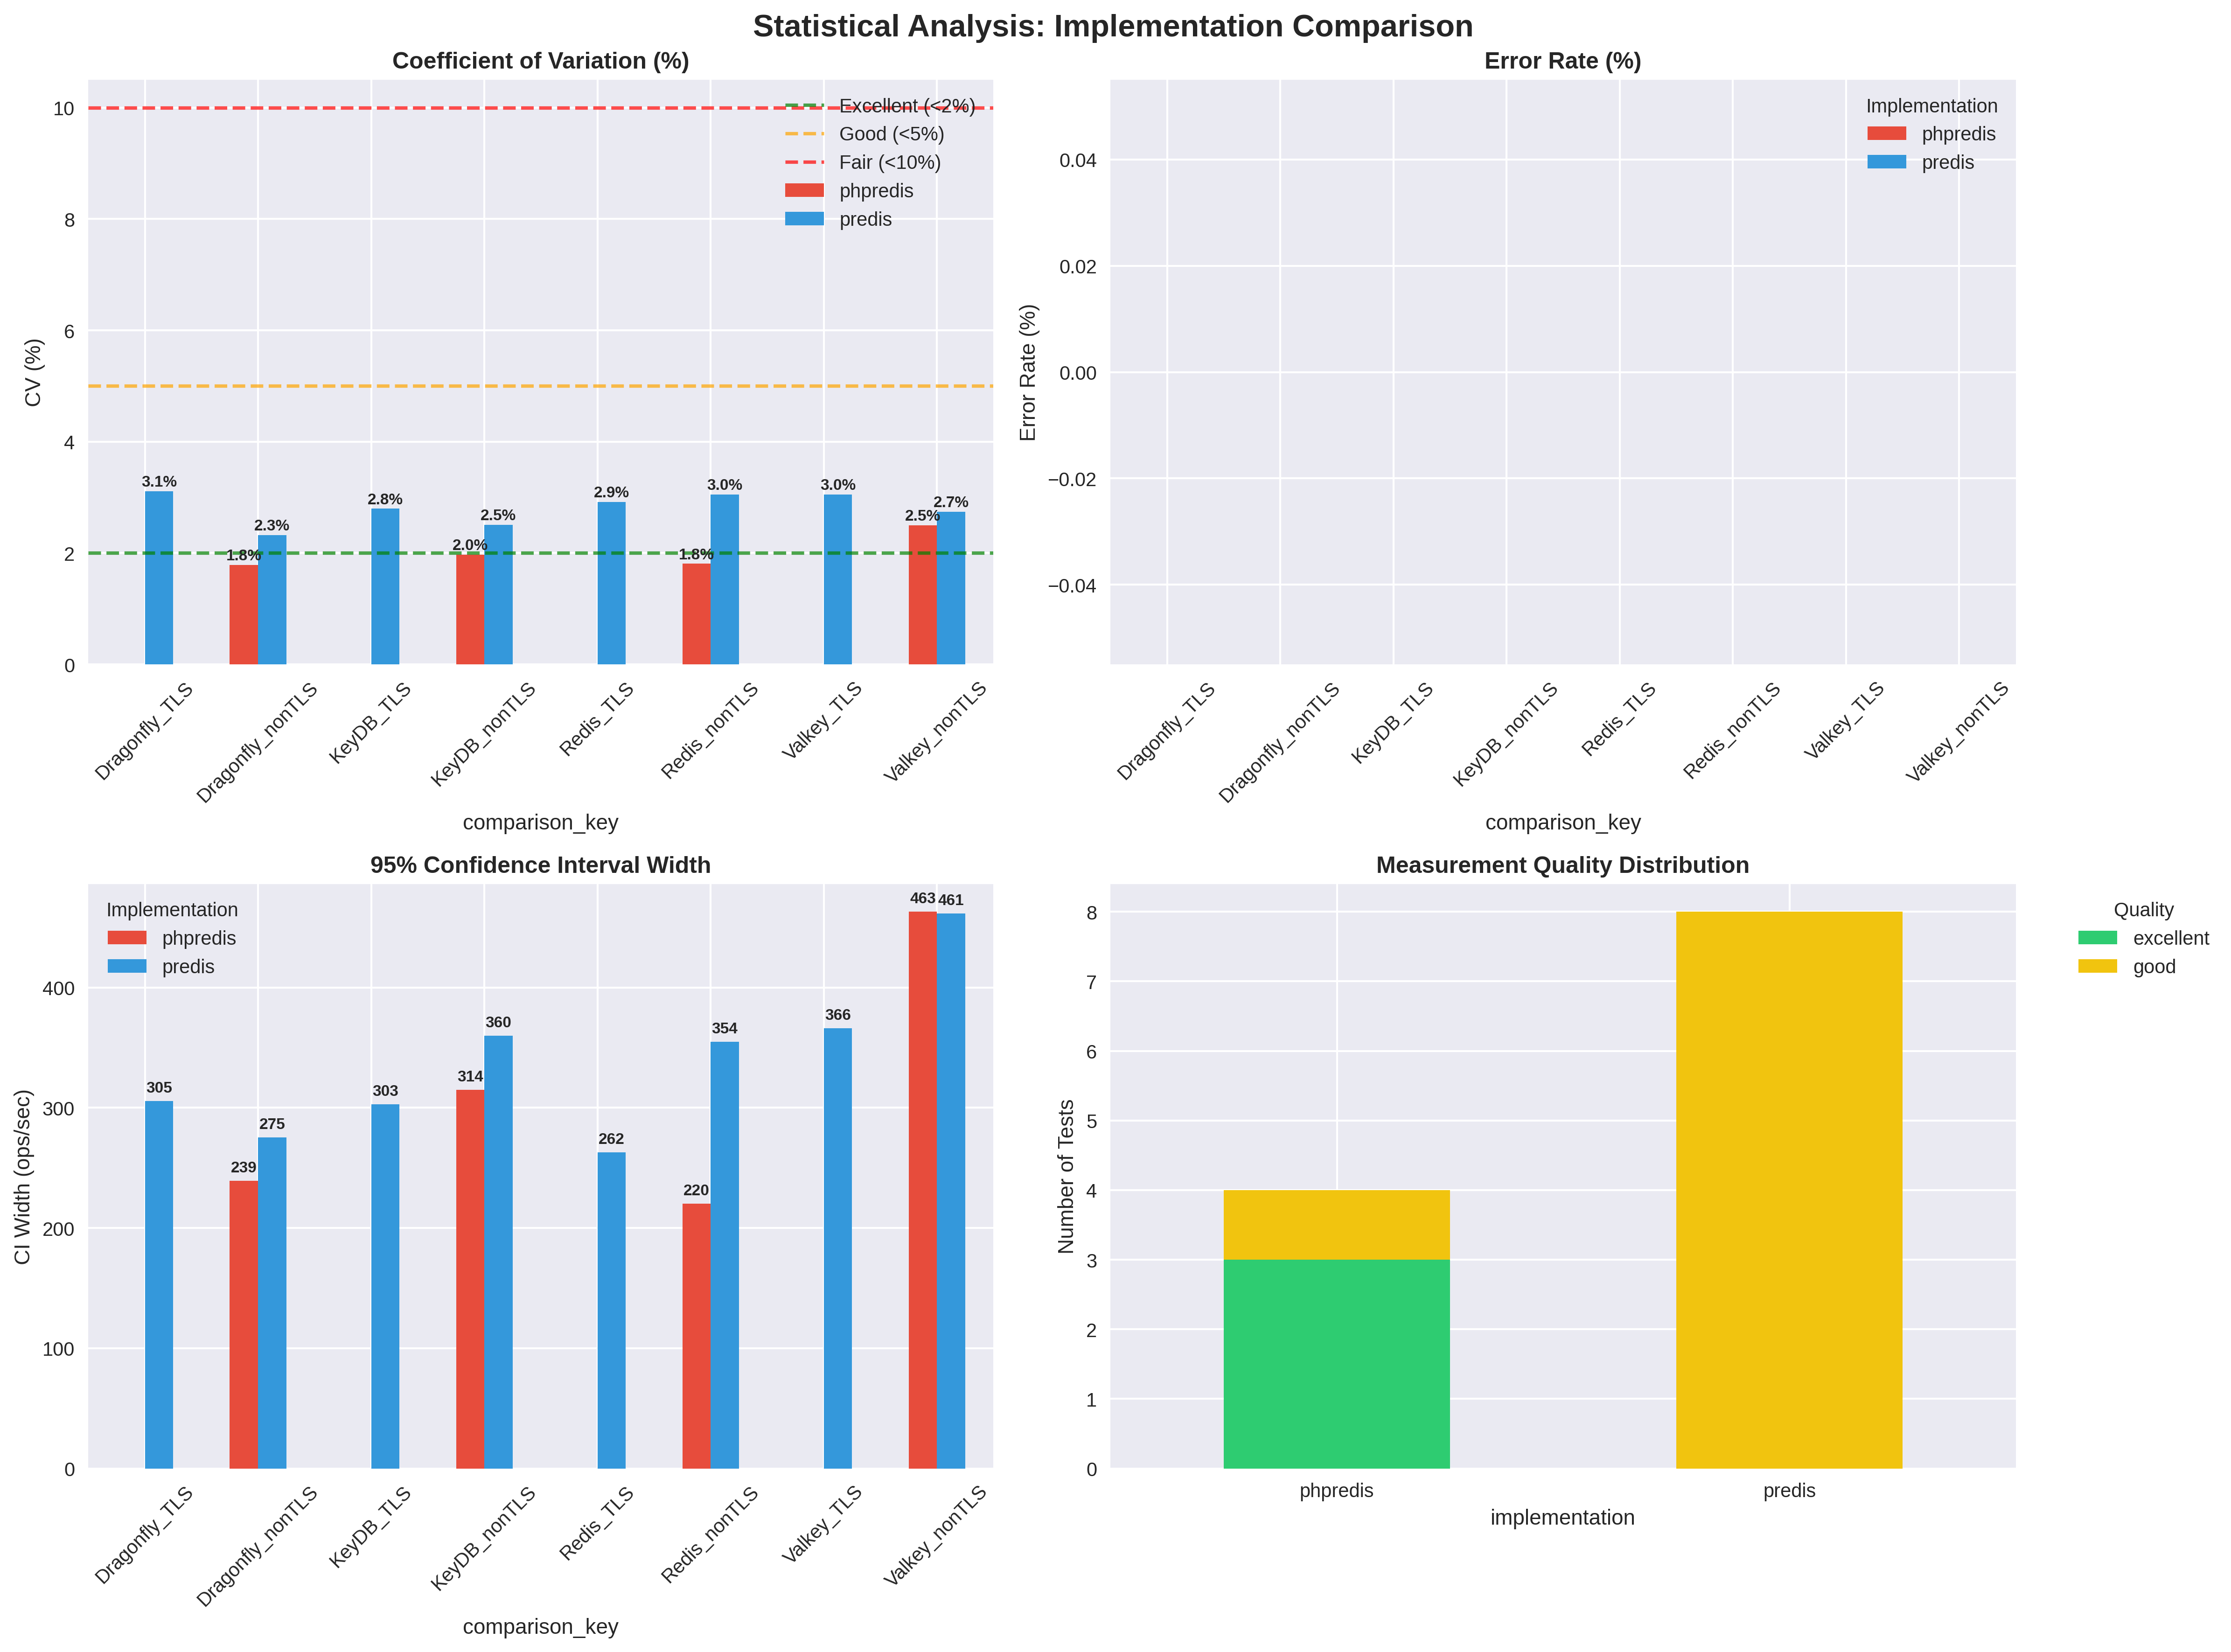 Statistical Analysis: Implementation Comparison
Coefficient of Variation (%)
CV (%)
10
8
6
4
2
0
Excellent (<2%)
Good (<5%)
Fair (<10%)
phpredis
predis
3.1%
1.8%
2.3%
2.8%
2.0%
2.5%
2.9%
1.8%
3.0%
3.0%
2.5%
2.7%
Dragonfly_TLS
Dragonfly_nonTLS
KeyDB_TLS
KeyDB_nonTLS
Redis_TLS
Redis_nonTLS
Valkey_TLS
Valkey_nonTLS
comparison_key
Error Rate (%)
Error Rate (%)
0.04
0.02
0.00
−0.02
−0.04
Implementation
phpredis
predis
Dragonfly_TLS
Dragonfly_nonTLS
KeyDB_TLS
KeyDB_nonTLS
Redis_TLS
Redis_nonTLS
Valkey_TLS
Valkey_nonTLS
comparison_key
95% Confidence Interval Width
CI Width (ops/sec)
400
300
200
100
0
Implementation
phpredis
predis
305
239
275
303
314
360
262
220
354
366
463
461
Dragonfly_TLS
Dragonfly_nonTLS
KeyDB_TLS
KeyDB_nonTLS
Redis_TLS
Redis_nonTLS
Valkey_TLS
Valkey_nonTLS
comparison_key
Measurement Quality Distribution
Number of Tests
8
7
6
5
4
3
2
1
0
phpredis
predis
implementation
Quality
excellent
good